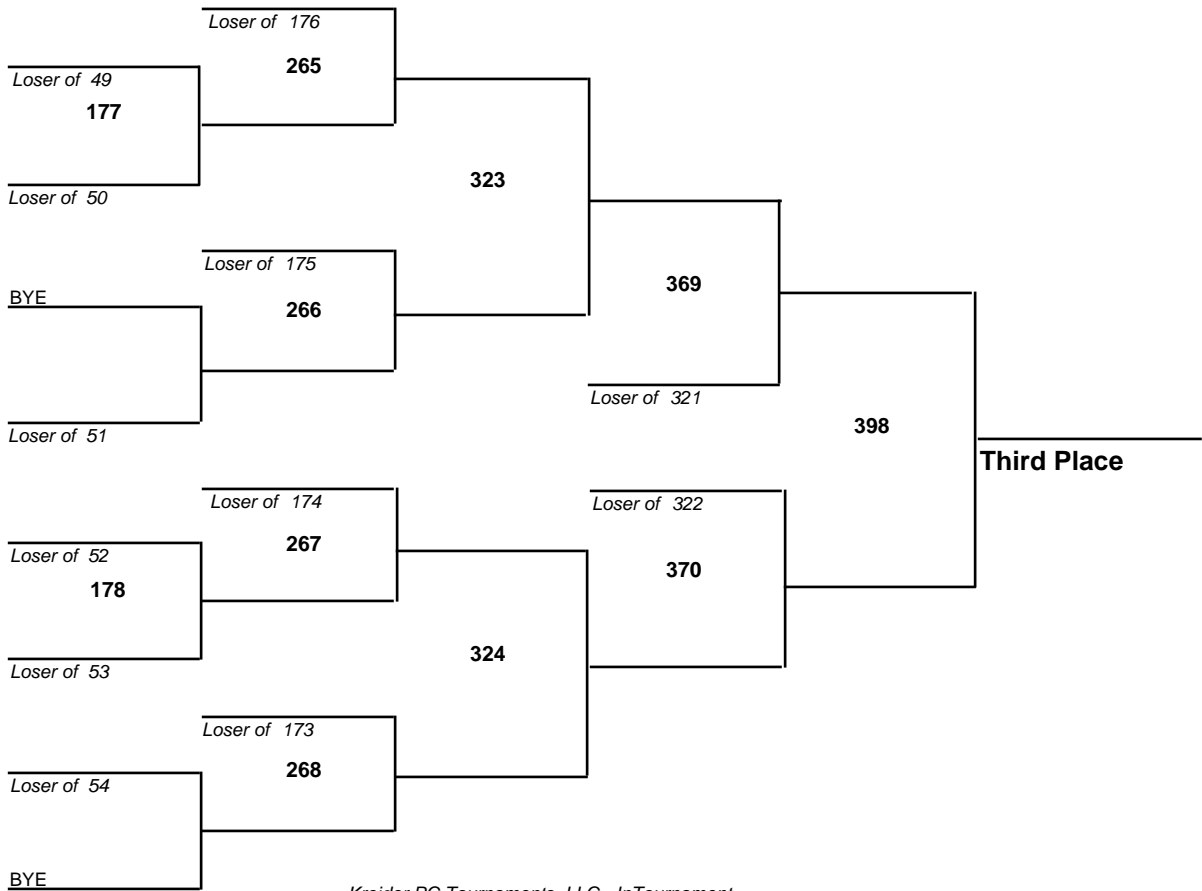 Loser of 176
265
Loser of 49
177
323
Loser of 50
Loser of 175
369
BYE
266
Loser of 321
Loser of 51
398
Third Place
Loser of 174
Loser of 322
267
Loser of 52
370
178
324
Loser of 53
Loser of 173
268
Loser of 54
BYE